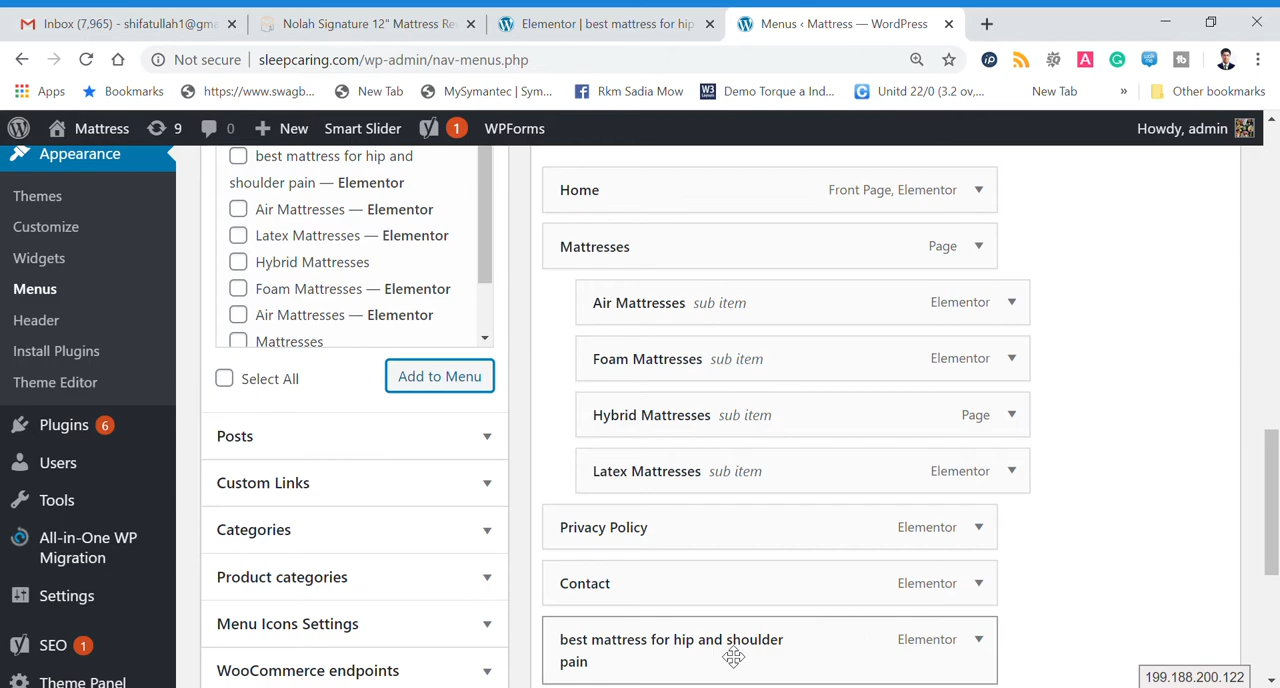 Inbox (7,965) - shifatullah1@gma
Nolah Signature 12" Mattress Re
Elementor | best mattress for hip
Menus ‹ Mattress — WordPress
Not secure
sleepcaring.com/wp-admin/nav-menus.php
Apps
Bookmarks
https://www.swagb...
New Tab
MySymantec | Sym...
Rkm Sadia Mow
Demo Torque a Ind...
Unitd 22/0 (3.2 ov,...
New Tab
»
Other bookmarks
Mattress
9
0
New
Smart Slider
1
WPForms
Howdy, admin
Appearance
Themes
Customize
Widgets
Menus
Header
Install Plugins
Theme Editor
Plugins 6
Users
Tools
All-in-One WP
Migration
Settings
SEO 1
Theme Panel
best mattress for hip and
shoulder pain — Elementor
Air Mattresses — Elementor
Latex Mattresses — Elementor
Hybrid Mattresses
Foam Mattresses — Elementor
Air Mattresses — Elementor
Mattresses
Select All
Add to Menu
Posts
Custom Links
Categories
Product categories
Menu Icons Settings
WooCommerce endpoints
Home Front Page, Elementor
Mattresses Page
Air Mattresses sub item Elementor
Foam Mattresses sub item Elementor
Hybrid Mattresses sub item Page
Latex Mattresses sub item Elementor
Privacy Policy Elementor
Contact Elementor
best mattress for hip and shoulder Elementor
pain
199.188.200.122